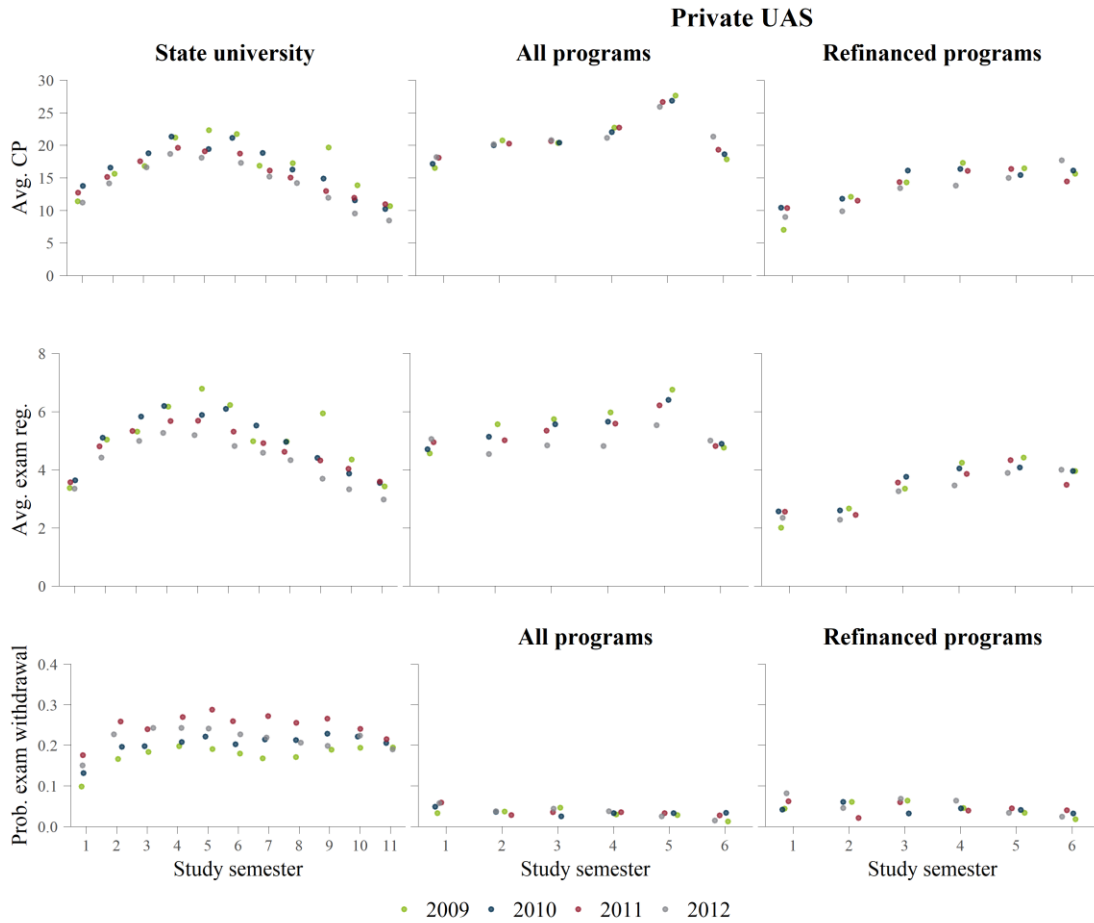 Private UAS
State university
All programs
Refinanced programs
Avg. CP
30
25
20
15
10
5
0
Avg. exam reg.
8
6
4
2
0
All programs
Refinanced programs
Prob. exam withdrawal
0.4
0.3
0.2
0.1
0.0
1 2 3 4 5 6 7 8 9 10 11
1 2 3 4 5 6
1 2 3 4 5 6
Study semester
Study semester
Study semester
2009 2010 2011 2012